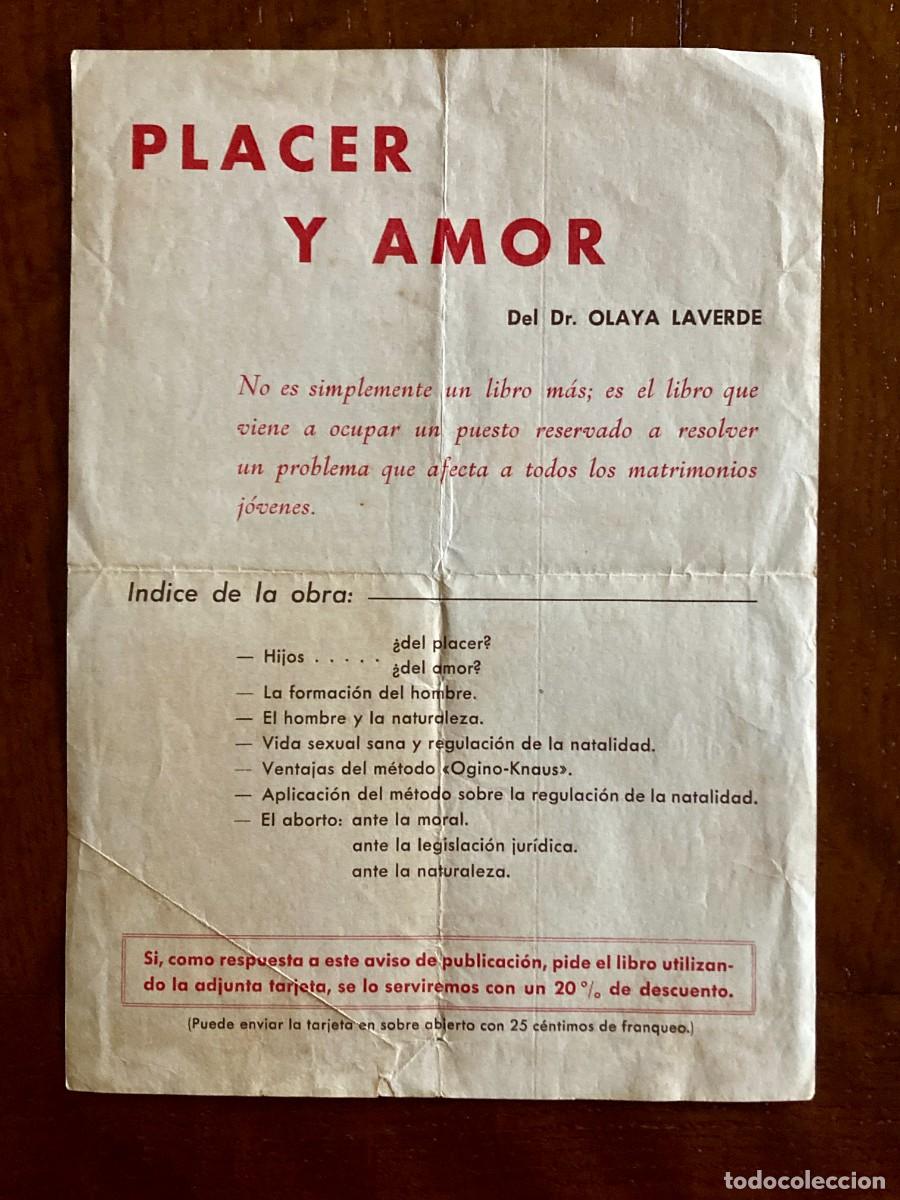 PLACER
Y AMOR
Del Dr. OLAYA LAVERDE
No es simplemente un libro más; es el libro que
viene a ocupar un puesto reservado a resolver
un problema que afecta a todos los matrimonios
jóvenes.
Indice de la obra:
— Hijos . . . . . ¿del placer?
¿del amor?
— La formación del hombre.
— El hombre y la naturaleza.
— Vida sexual sana y regulación de la natalidad.
— Ventajas del método «Ogino-Knaus».
— Aplicación del método sobre la regulación de la natalidad.
— El aborto: ante la moral.
ante la legislación jurídica.
ante la naturaleza.
Si, como respuesta a este aviso de publicación, pide el libro utilizan-
do la adjunta tarjeta, se lo serviremos con un 20 % de descuento.
(Puede enviar la tarjeta en sobre abierto con 25 céntimos de franqueo.)
todocoleccion